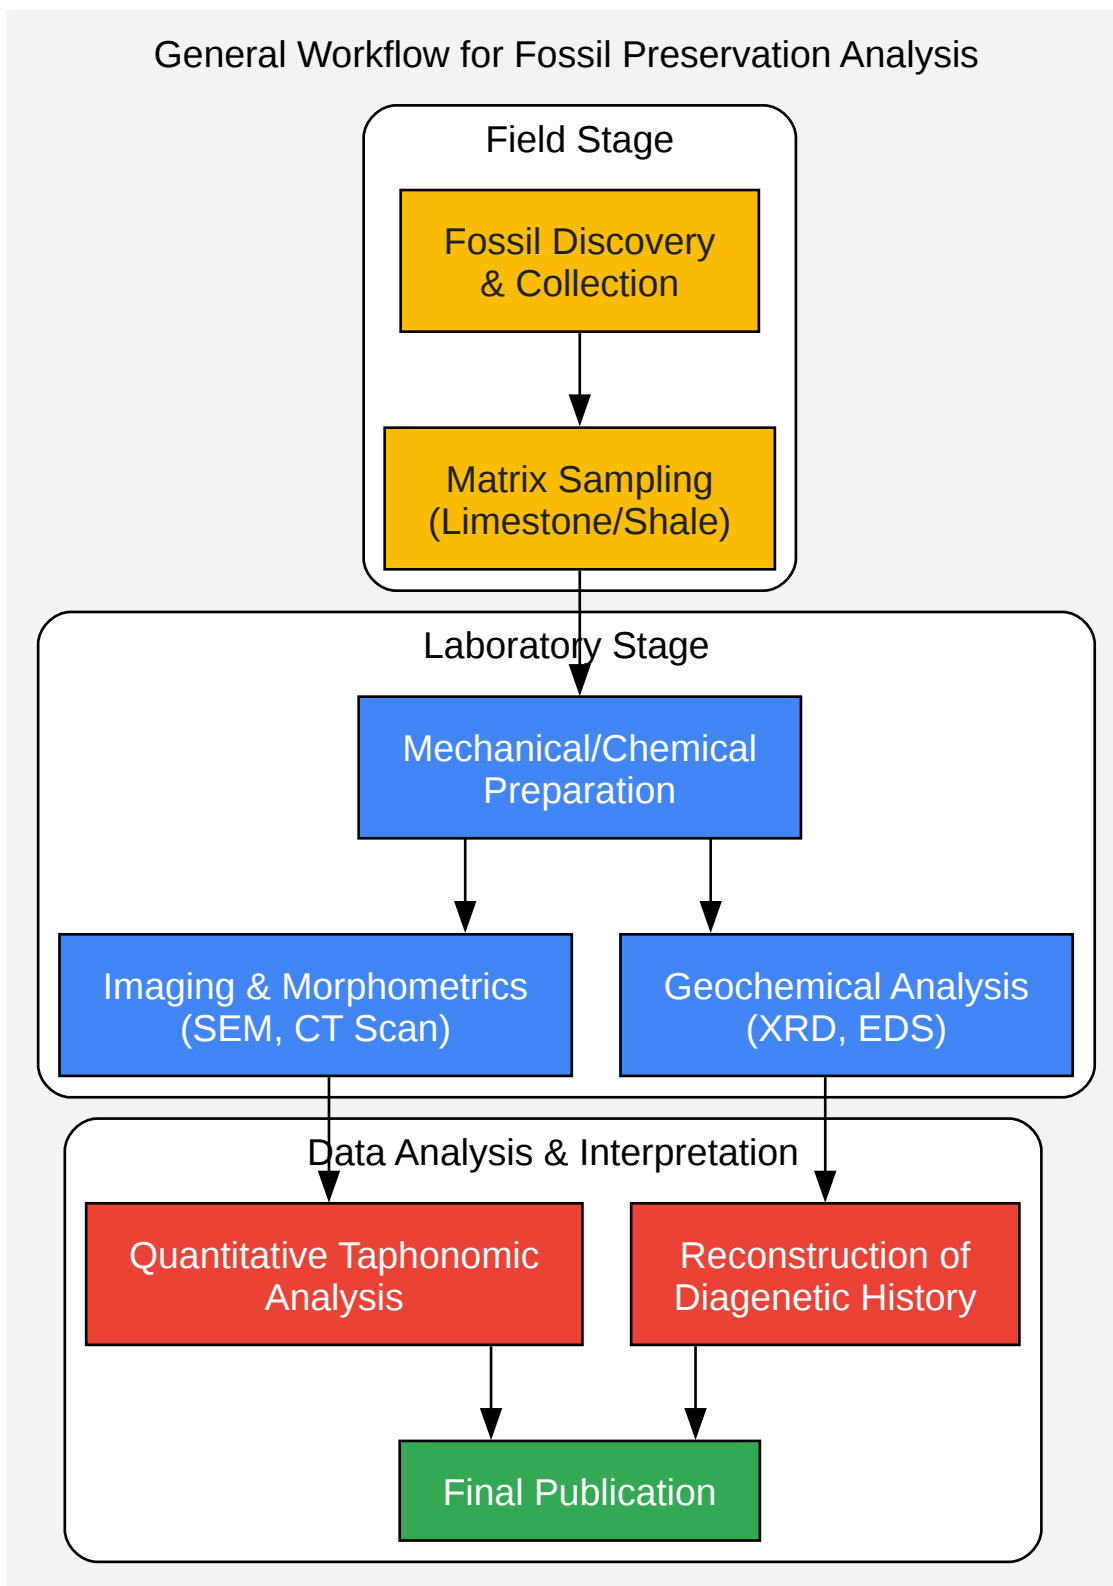 General Workflow for Fossil Preservation Analysis
Field Stage
Fossil Discovery
& Collection
Matrix Sampling
(Limestone/Shale)
Laboratory Stage
Mechanical/Chemical
Preparation
Imaging & Morphometrics
(SEM, CT Scan)
Geochemical Analysis
(XRD, EDS)
Data Analysis & Interpretation
Quantitative Taphonomic
Analysis
Reconstruction of
Diagenetic History
Final Publication